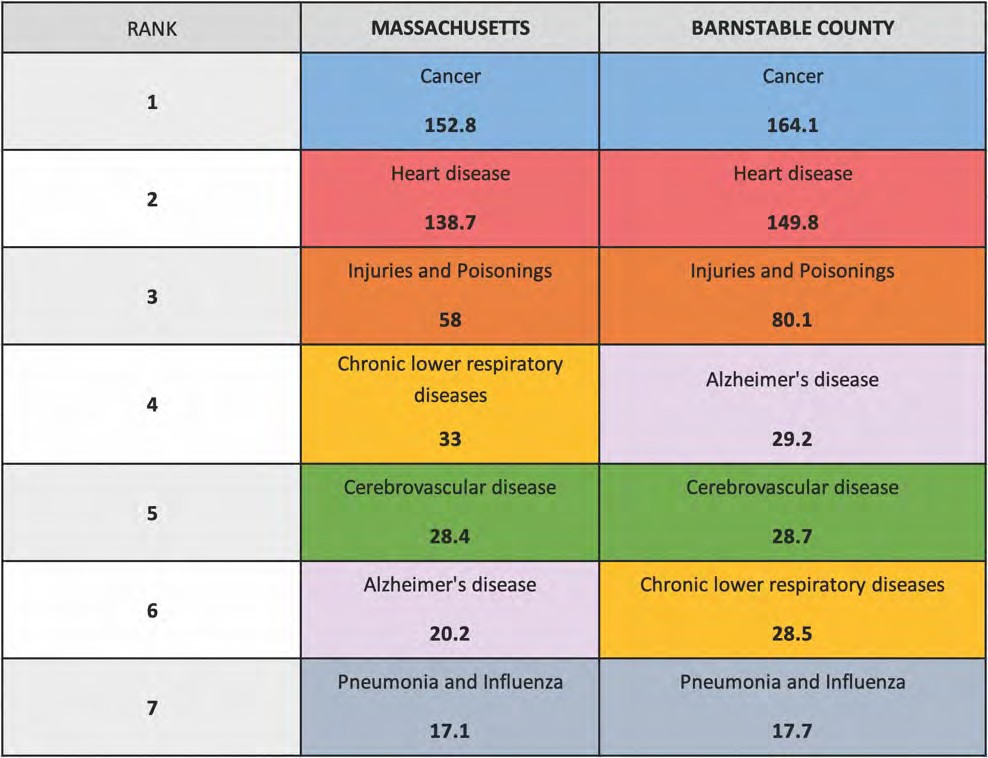 RANK MASSACHUSETTS BARNSTABLE COUNTY
1 Cancer Cancer
152.8 164.1
2 Heart disease Heart disease
138.7 149.8
3 Injuries and Poisonings Injuries and Poisonings
58 80.1
4 Chronic lower respiratory
diseases Alzheimer's disease
33 29.2
5 Cerebrovascular disease Cerebrovascular disease
28.4 28.7
6 Alzheimer's disease Chronic lower respiratory diseases
20.2 28.5
7 Pneumonia and Influenza Pneumonia and Influenza
17.1 17.7